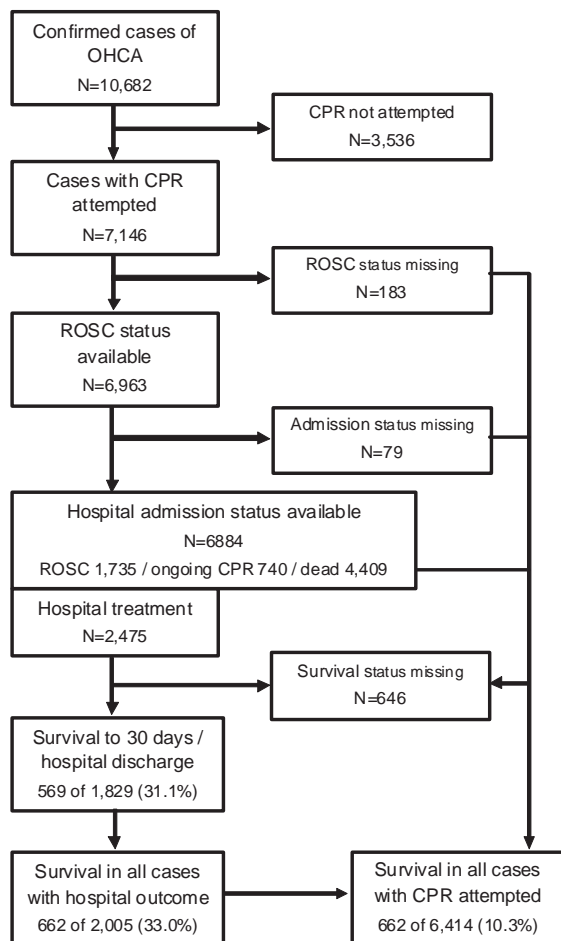 Confirmed cases of
OHCA
N=10,682
CPR not attempted
N=3,536
Cases with CPR
attempted
N=7,146
ROSC status missing
N=183
ROSC status
available
N=6,963
Admission status missing
N=79
Hospital admission status available
N=6884
ROSC 1,735 / ongoing CPR 740 / dead 4,409
Hospital treatment
N=2,475
Survival status missing
N=646
Survival to 30 days /
hospital discharge
569 of 1,829 (31.1%)
Survival in all cases
with hospital outcome
662 of 2,005 (33.0%)
Survival in all cases
with CPR attempted
662 of 6,414 (10.3%)